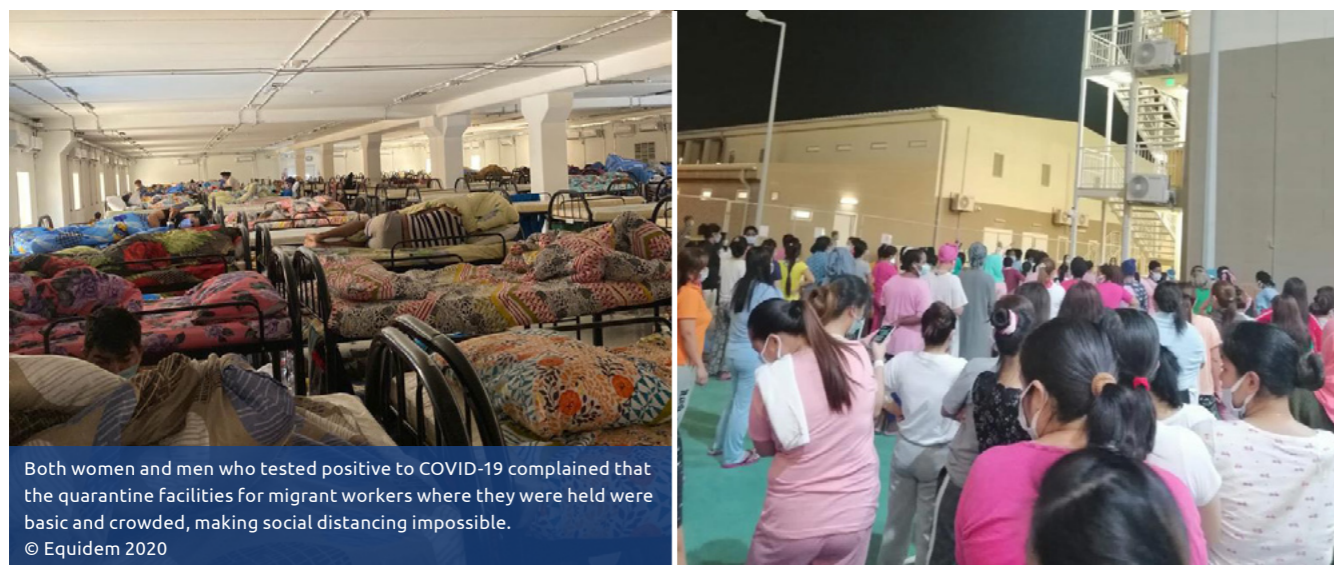 Both women and men who tested positive to COVID-19 complained that
the quarantine facilities for migrant workers where they were held were
basic and crowded, making social distancing impossible.
© Equidem 2020